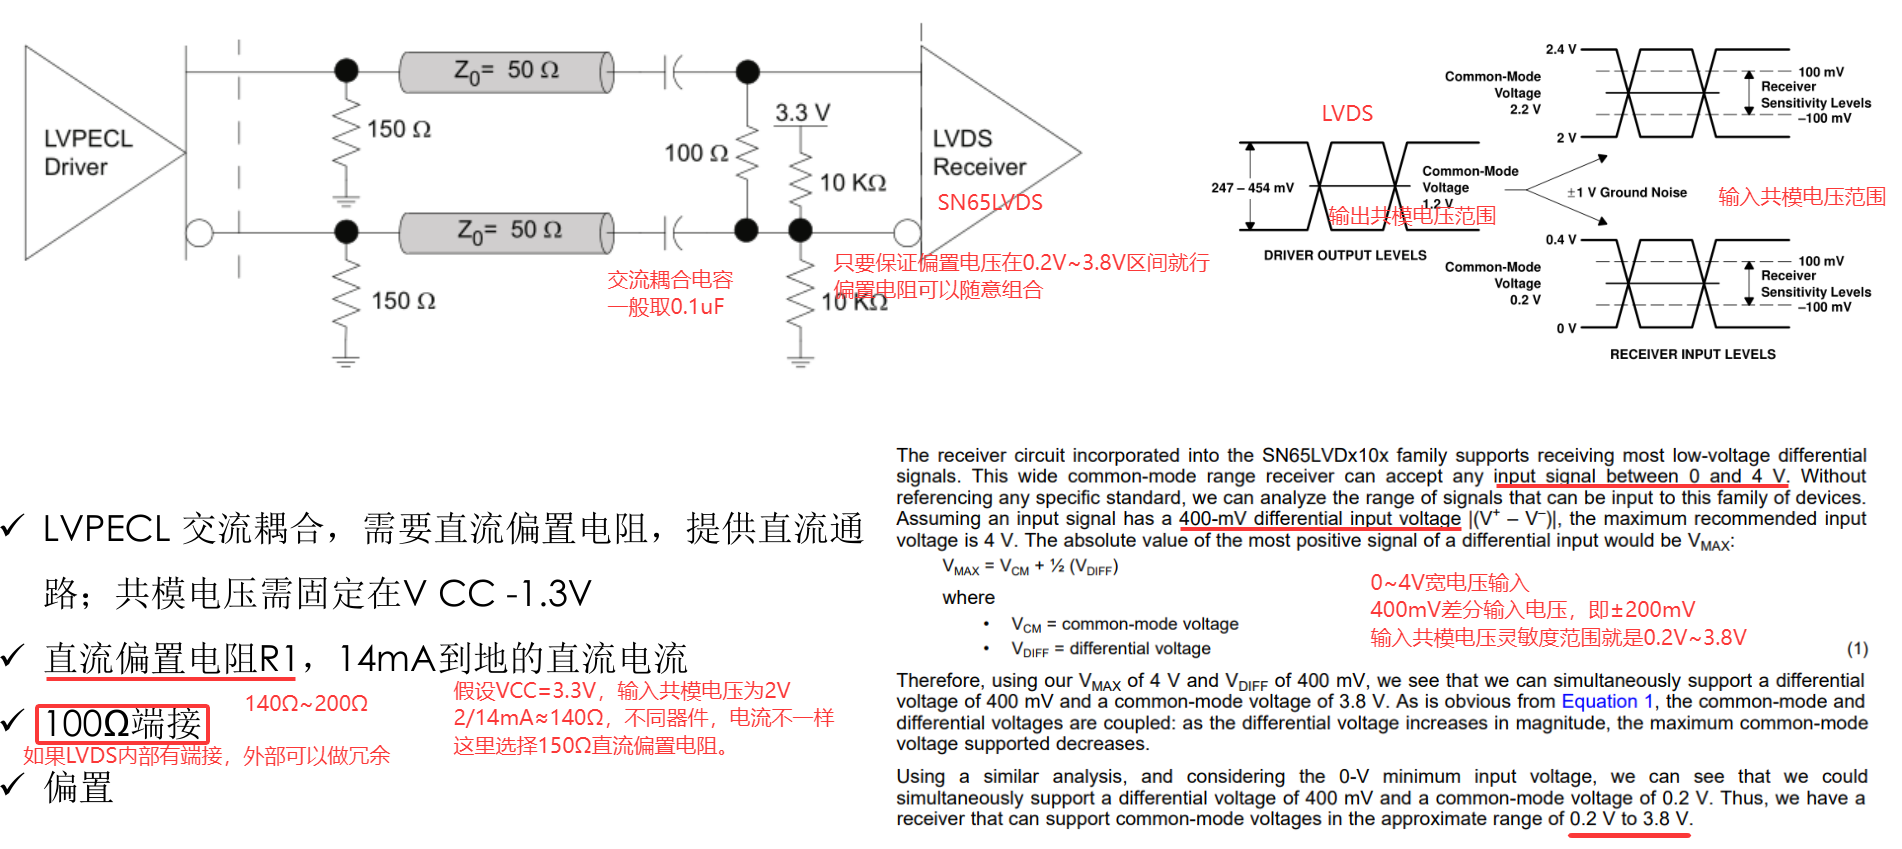 LVPECL
Driver
150 Ω
150 Ω
Z0= 50 Ω
Z0= 50 Ω
100 Ω
3.3 V
10 KΩ
10 KΩ
LVDS
Receiver
SN65LVDS
交流耦合电容
一般取0.1uF
只要保证偏置电压在0.2V~3.8V区间就行
偏置电阻可以随意组合
LVDS
247 – 454 mV
Common-Mode
Voltage
1.2 V
输出共模电压范围
DRIVER OUTPUT LEVELS
±1 V Ground Noise
输入共模电压范围
2.4 V
Common-Mode
Voltage
2.2 V
2 V
100 mV
Receiver
Sensitivity Levels
–100 mV
0.4 V
Common-Mode
Voltage
0.2 V
0 V
100 mV
Receiver
Sensitivity Levels
–100 mV
RECEIVER INPUT LEVELS
✓ LVPECL 交流耦合，需要直流偏置电阻，提供直流通
路；共模电压需固定在V CC -1.3V
✓ 直流偏置电阻R1，14mA到地的直流电流
140Ω~200Ω
假设VCC=3.3V，输入共模电压为2V
2/14mA≈140Ω，不同器件，电流不一样
这里选择150Ω直流偏置电阻。
✓ 100Ω端接
如果LVDS内部有端接，外部可以做冗余
✓ 偏置
The receiver circuit incorporated into the SN65LVDx10x family supports receiving most low-voltage differential
signals. This wide common-mode range receiver can accept any input signal between 0 and 4 V. Without
referencing any specific standard, we can analyze the range of signals that can be input to this family of devices.
Assuming an input signal has a 400-mV differential input voltage |(V+ – V–)|, the maximum recommended input
voltage is 4 V. The absolute value of the most positive signal of a differential input would be VMAX:
VMAX = VCM + ½ (VDIFF)
where
• VCM = common-mode voltage
• VDIFF = differential voltage
(1)
0~4V宽电压输入
400mV差分输入电压，即±200mV
输入共模电压灵敏度范围就是0.2V~3.8V
Therefore, using our VMAX of 4 V and VDIFF of 400 mV, we see that we can simultaneously support a differential
voltage of 400 mV and a common-mode voltage of 3.8 V. As is obvious from Equation 1, the common-mode and
differential voltages are coupled: as the differential voltage increases in magnitude, the maximum common-mode
voltage supported decreases.
Using a similar analysis, and considering the 0-V minimum input voltage, we can see that we could
simultaneously support a differential voltage of 400 mV and a common-mode voltage of 0.2 V. Thus, we have a
receiver that can support common-mode voltages in the approximate range of 0.2 V to 3.8 V.